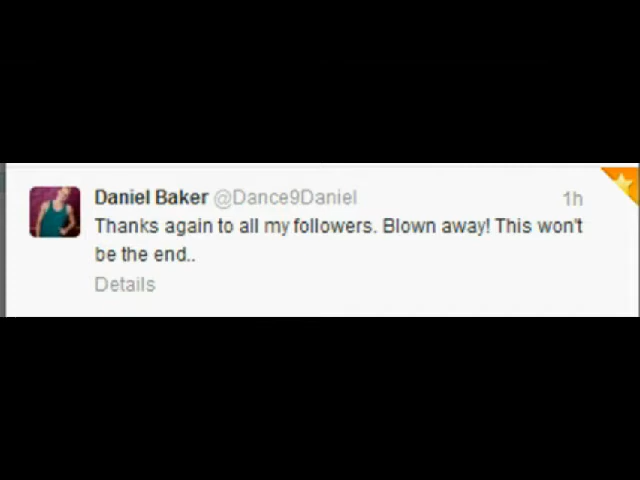 Daniel Baker @Dance9Daniel 1h
Thanks again to all my followers. Blown away! This won't
be the end..
Details